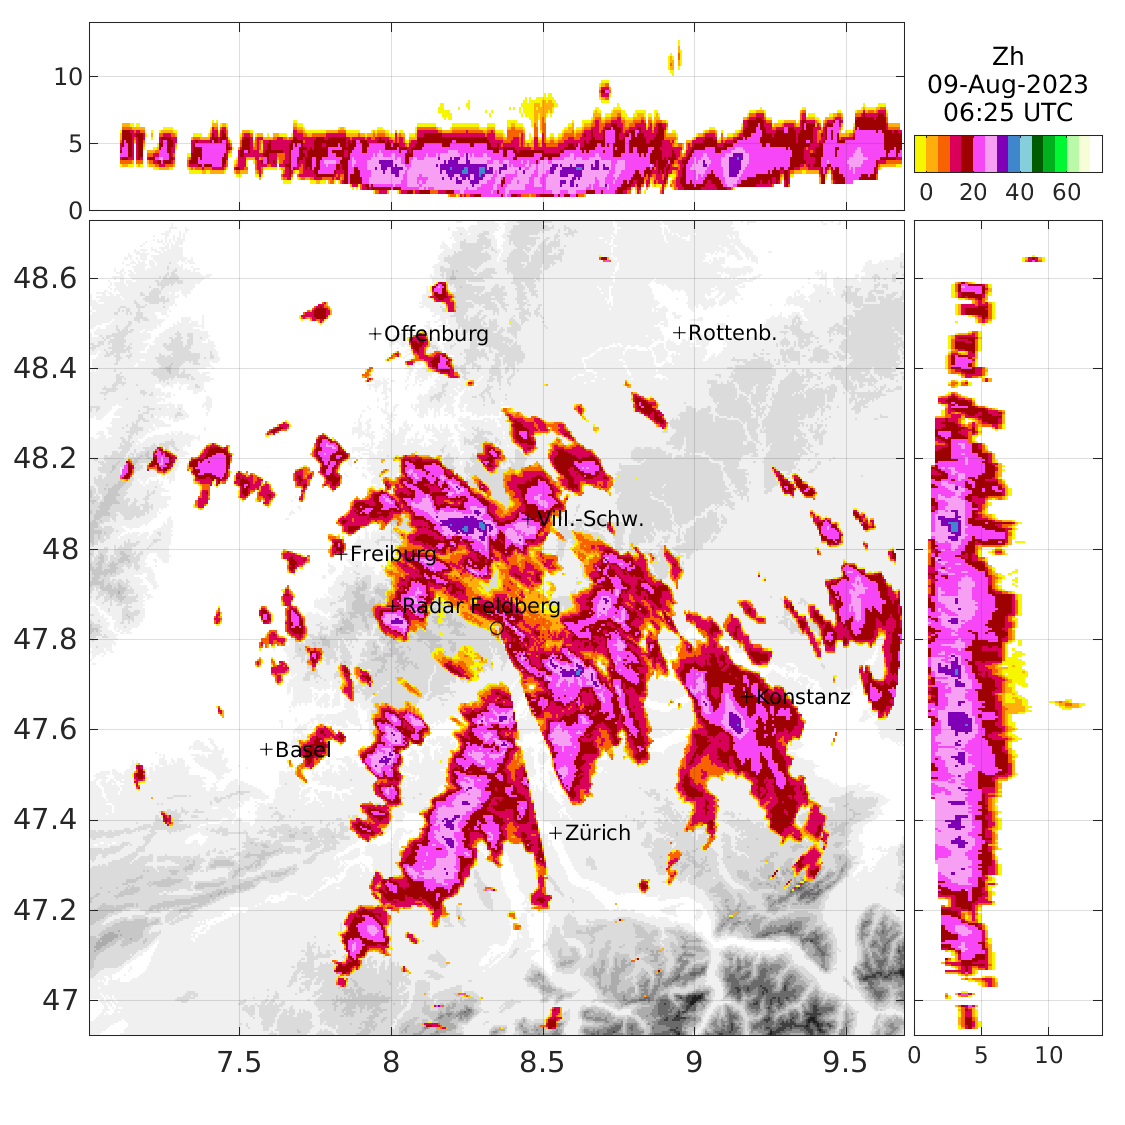 10
5
0
Zh
09-Aug-2023
06:25 UTC
0 20 40 60
48.6
48.4
48.2
48
47.8
47.6
47.4
47.2
47
+Offenburg
+Rottenb.
+Vill.-Schw.
+Freiburg
+Radar Feldberg
+Konstanz
+Basel
+Zürich
7.5 8 8.5 9 9.5
0 5 10